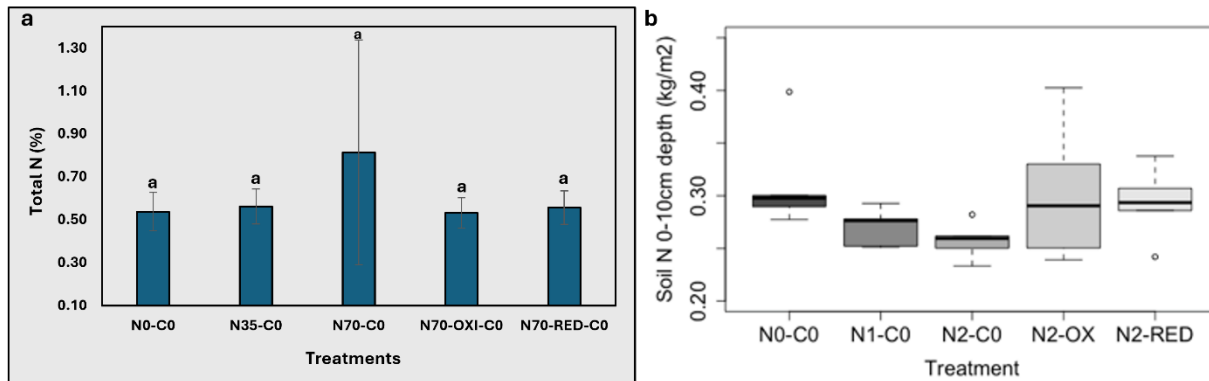 a
Total N (%)
1.30
1.10
0.90
0.70
0.50
0.30
0.10
a
a
a
a
a
N0-C0
N35-C0
N70-C0
N70-OXI-C0
N70-RED-C0
Treatments
b
Soil N 0-10cm depth (kg/m2)
0.40
0.30
0.20
N0-C0
N1-C0
N2-C0
N2-OX
N2-RED
Treatment